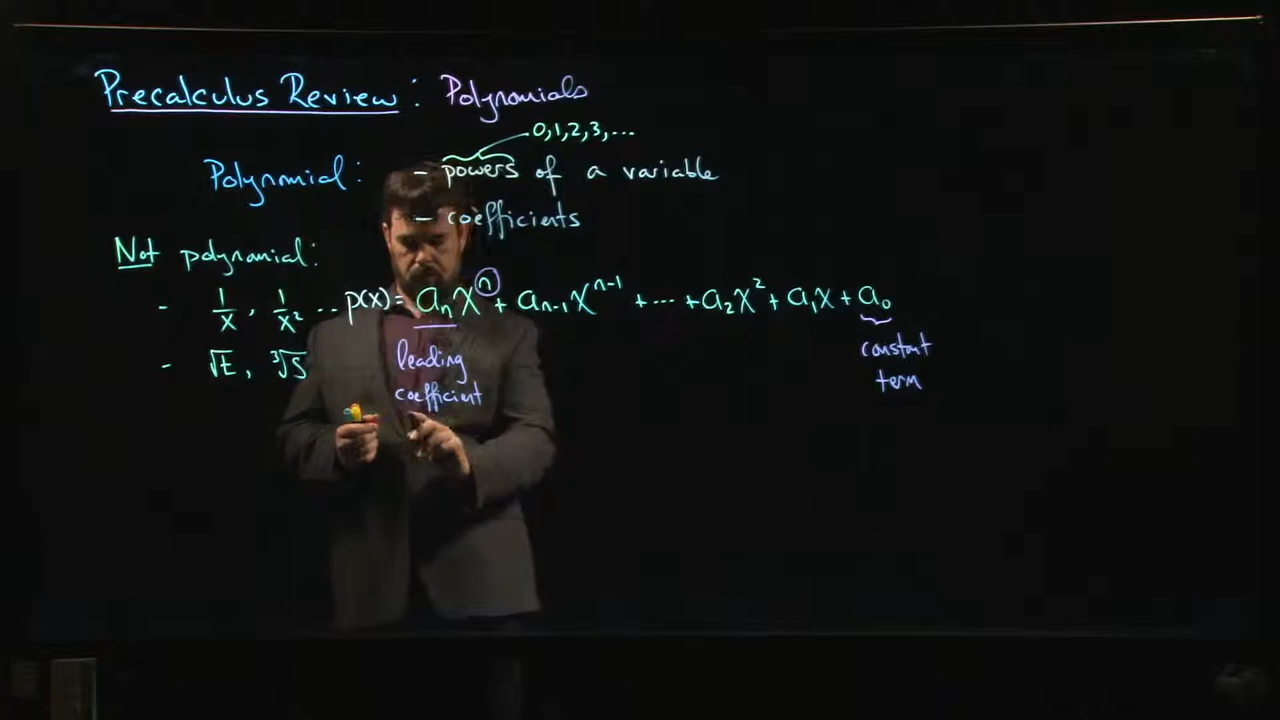 Precalculus Review: Polynomials
0,1,2,3,...
Polynomial: - powers of a variable
- coefficients
Not polynomial:
- 1/x, 1/x², ... p(x) = aₙxⁿ + aₙ₋₁xⁿ⁻¹ + ... + a₂x² + a₁x + a₀
- √t, ³√s
leading
coefficient
constant
term